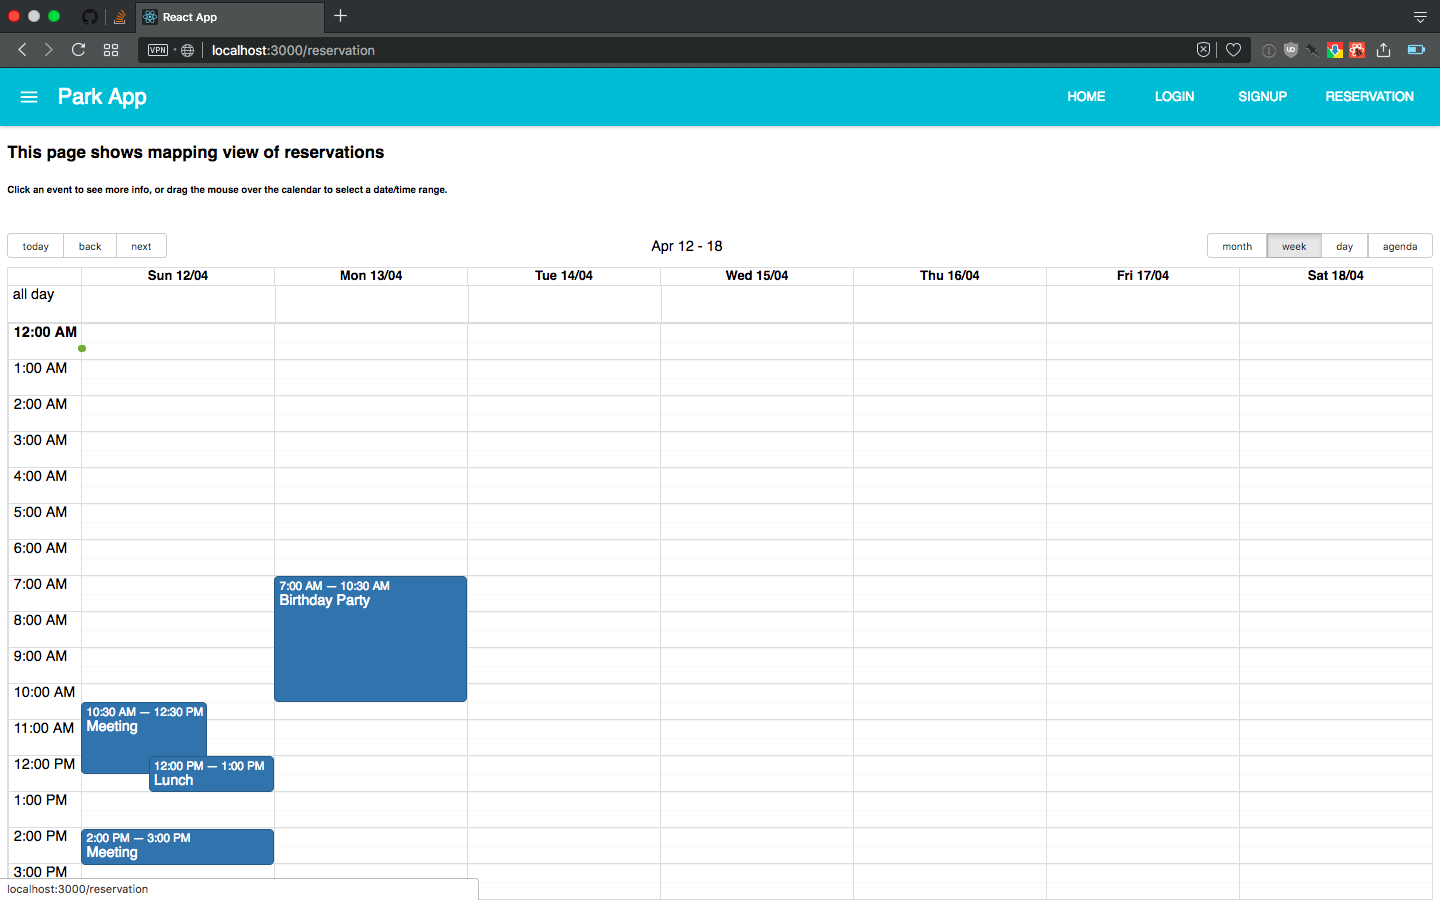 React App
VPN
localhost:3000/reservation
Park App
HOME LOGIN SIGNUP RESERVATION
This page shows mapping view of reservations
Click an event to see more info, or drag the mouse over the calendar to select a date/time range.
today back next Apr 12 - 18 month week day agenda
Sun 12/04 Mon 13/04 Tue 14/04 Wed 15/04 Thu 16/04 Fri 17/04 Sat 18/04
all day
12:00 AM
1:00 AM
2:00 AM
3:00 AM
4:00 AM
5:00 AM
6:00 AM
7:00 AM
7:00 AM — 10:30 AM
Birthday Party
8:00 AM
9:00 AM
10:00 AM
10:30 AM — 12:30 PM
Meeting
11:00 AM
12:00 PM
12:00 PM — 1:00 PM
Lunch
1:00 PM
2:00 PM
2:00 PM — 3:00 PM
Meeting
3:00 PM
localhost:3000/reservation